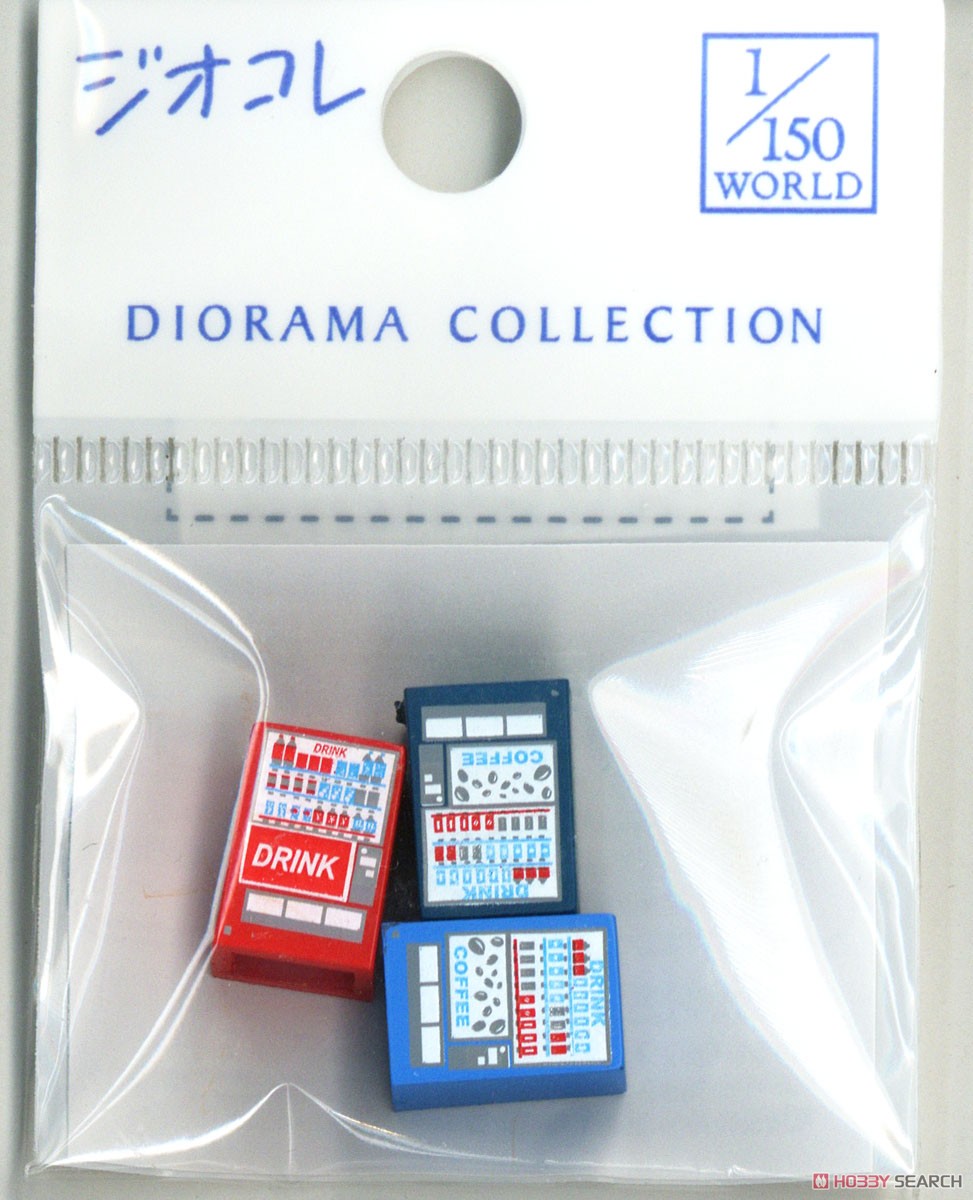 ジオコレ
1/150
WORLD
DIORAMA COLLECTION
DRINK
DRINK
COFFEE
DRINK
COFFEE
DRINK
HOBBY SEARCH